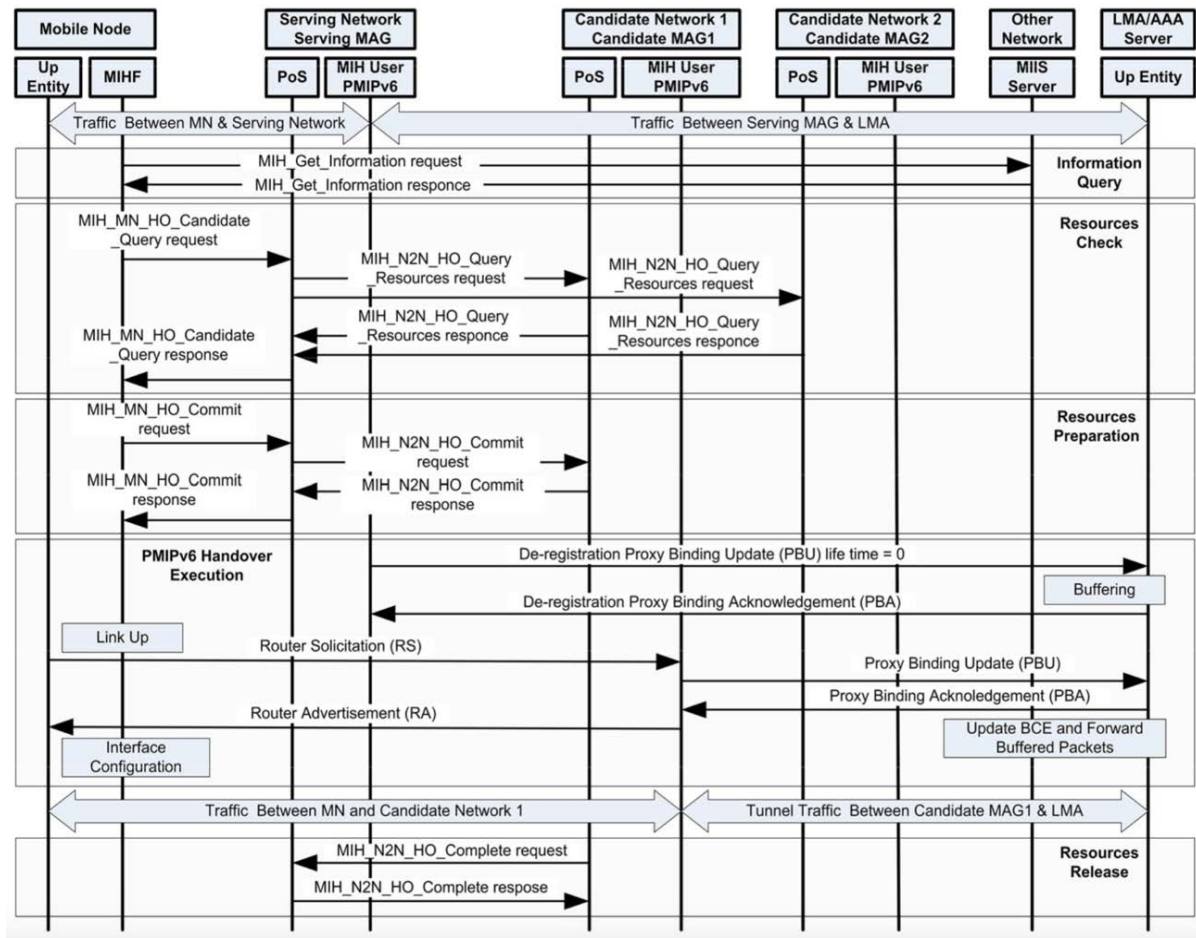 Mobile Node
Serving Network
Serving MAG
Candidate Network 1
Candidate MAG1
Candidate Network 2
Candidate MAG2
Other
Network
LMA/AAA
Server
Up
Entity
MIHF
PoS
MIH User
PMIPv6
PoS
MIH User
PMIPv6
PoS
MIH User
PMIPv6
MIIS
Server
Up Entity
Traffic Between MN & Serving Network
Traffic Between Serving MAG & LMA
MIH_Get_Information request
MIH_Get_Information responce
Information
Query
MIH_MN_HO_Candidate
_Query request
Resources
Check
MIH_N2N_HO_Query
_Resources request
MIH_N2N_HO_Query
_Resources request
MIH_N2N_HO_Query
_Resources responce
MIH_N2N_HO_Query
_Resources responce
MIH_MN_HO_Candidate
_Query response
MIH_MN_HO_Commit
request
Resources
Preparation
MIH_N2N_HO_Commit
request
MIH_MN_HO_Commit
response
MIH_N2N_HO_Commit
response
PMIPv6 Handover
Execution
De-registration Proxy Binding Update (PBU) life time = 0
Buffering
De-registration Proxy Binding Acknowledgement (PBA)
Link Up
Router Solicitation (RS)
Proxy Binding Update (PBU)
Proxy Binding Acknoledgement (PBA)
Router Advertisement (RA)
Update BCE and Forward
Buffered Packets
Interface
Configuration
Traffic Between MN and Candidate Network 1
Tunnel Traffic Between Candidate MAG1 & LMA
MIH_N2N_HO_Complete request
Resources
Release
MIH_N2N_HO_Complete respose